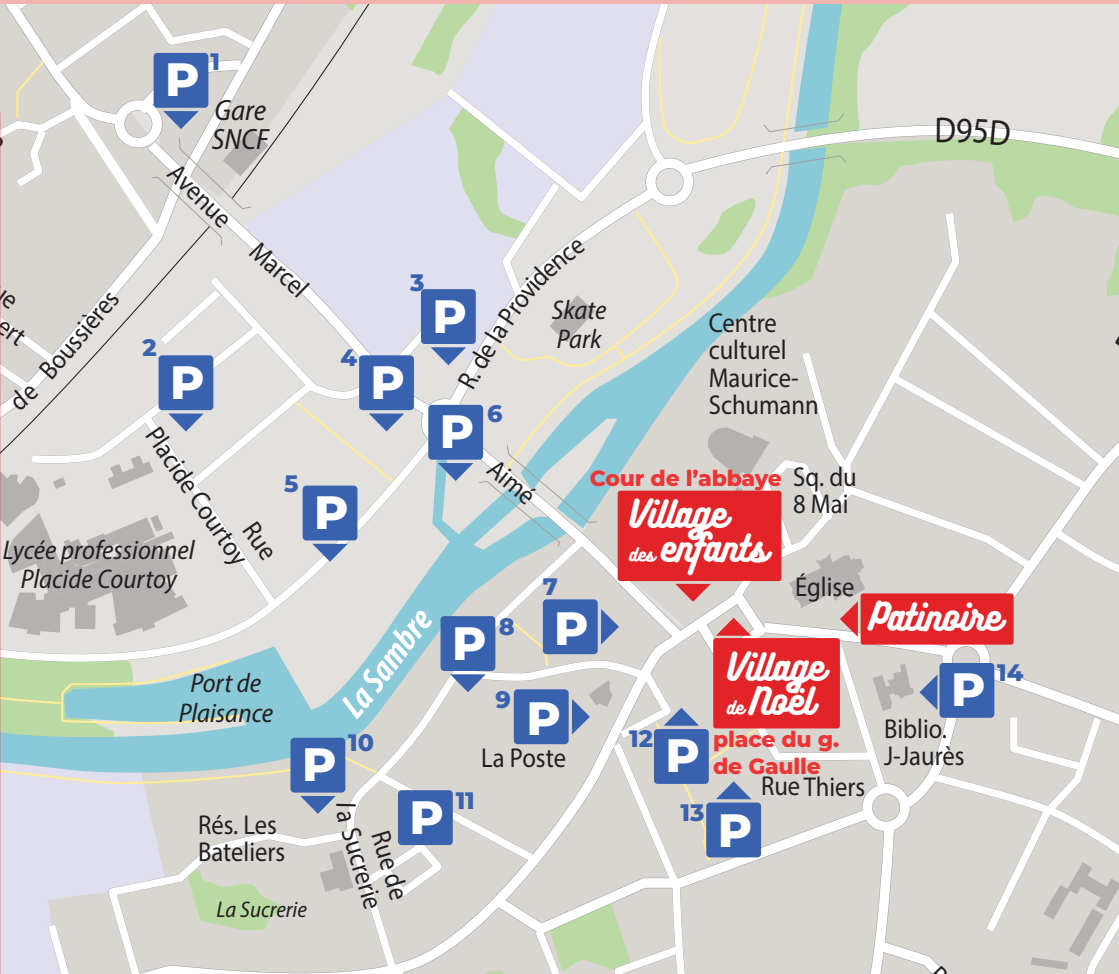 P 1
Gare
SNCF
D95D
Avenue
Marcel
de Boussières
ert
P 2
P 3
P 4
R. de la Providence
Skate
Park
Centre
culturel
Maurice-
Schumann
P 6
Aimé
Placide Courtoy
Rue
P 5
Lycée professionnel
Placide Courtoy
Cour de l'abbaye
Village
des enfants
Sq. du
8 Mai
Église
Patinoire
P 7
P 8
La Sambre
Port de
Plaisance
P 9
La Poste
Village
de Noël
place du g.
de Gaulle
P 14
Biblio.
J-Jaurès
P 10
P 11
P 12
P 13
Rue Thiers
Rés. Les
Bateliers
la Sucrerie
Rue de
La Sucrerie